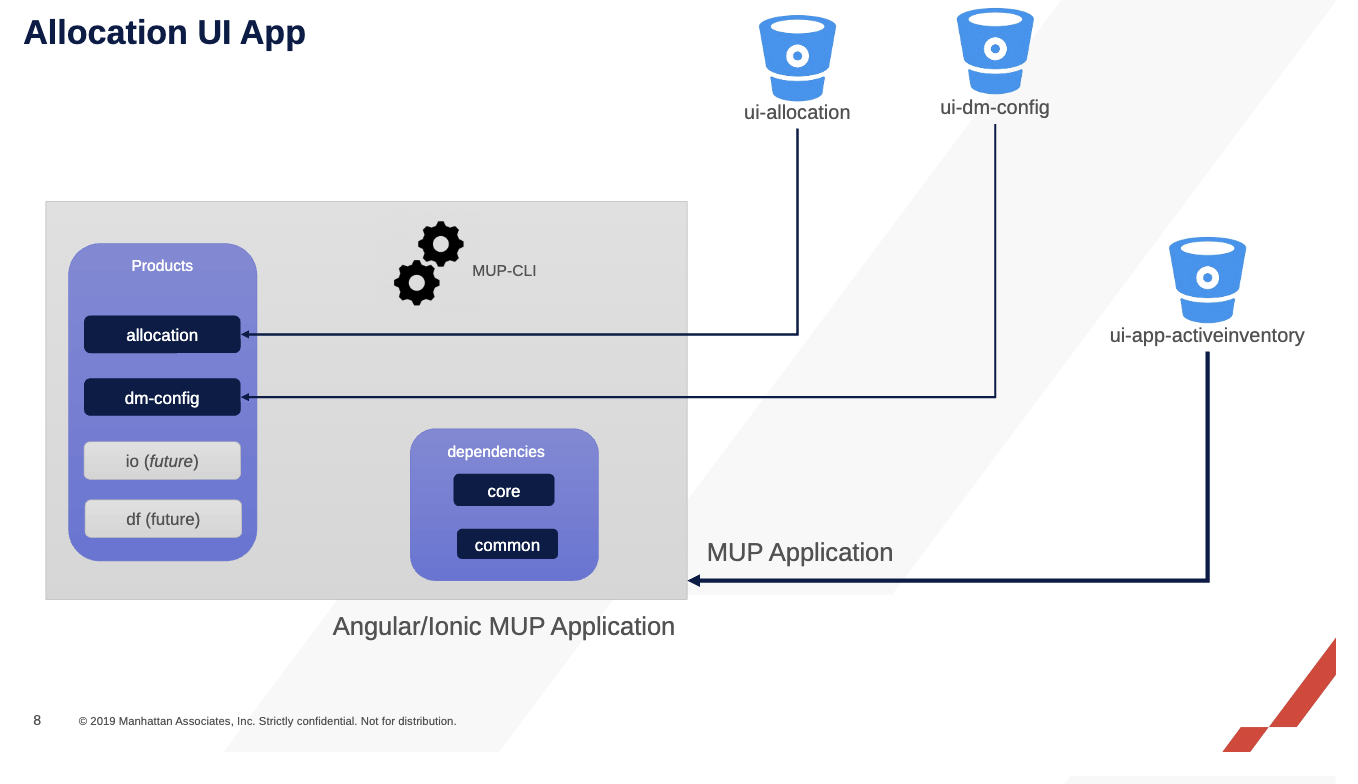 Allocation UI App
ui-allocation
ui-dm-config
MUP-CLI
Products
allocation
dm-config
io (future)
df (future)
dependencies
core
common
ui-app-activeinventory
MUP Application
Angular/Ionic MUP Application
8
© 2019 Manhattan Associates, Inc. Strictly confidential. Not for distribution.